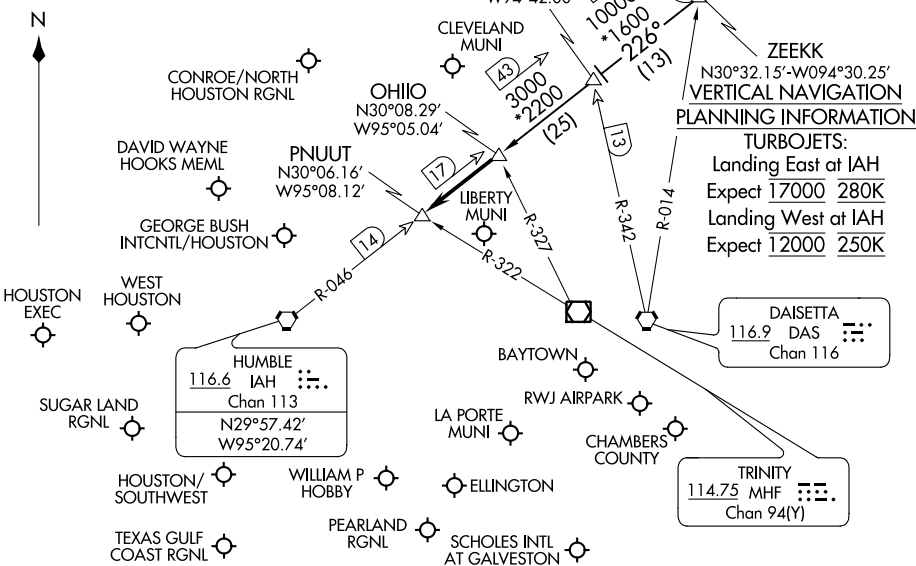 W94°42.00'
10000
*1600
226°
(13)
N
CLEVELAND
MUNI
43
3000
*2200
(25)
ZEEKK
N30°32.15'-W094°30.25'
VERTICAL NAVIGATION
PLANNING INFORMATION
TURBOJETS:
Landing East at IAH
Expect 17000 280K
Landing West at IAH
Expect 12000 250K
CONROE/NORTH
HOUSTON RGNL
OHIIO
N30°08.29'
W95°05.04'
DAVID WAYNE
HOOKS MEML
PNUUT
N30°06.16'
W95°08.12'
17
13
LIBERTY
MUNI
GEORGE BUSH
INTCNTL/HOUSTON
14
R-046
R-322
R-327
R-342
R-014
HOUSTON
EXEC
WEST
HOUSTON
HUMBLE
116.6 IAH
Chan 113
N29°57.42'
W95°20.74'
DAISETTA
116.9 DAS
Chan 116
BAYTOWN
RWJ AIRPARK
SUGAR LAND
RGNL
LA PORTE
MUNI
CHAMBERS
COUNTY
HOUSTON/
SOUTHWEST
WILLIAM P
HOBBY
ELLINGTON
TRINITY
114.75 MHF
Chan 94(Y)
TEXAS GULF
COAST RGNL
PEARLAND
RGNL
SCHOLES INTL
AT GALVESTON